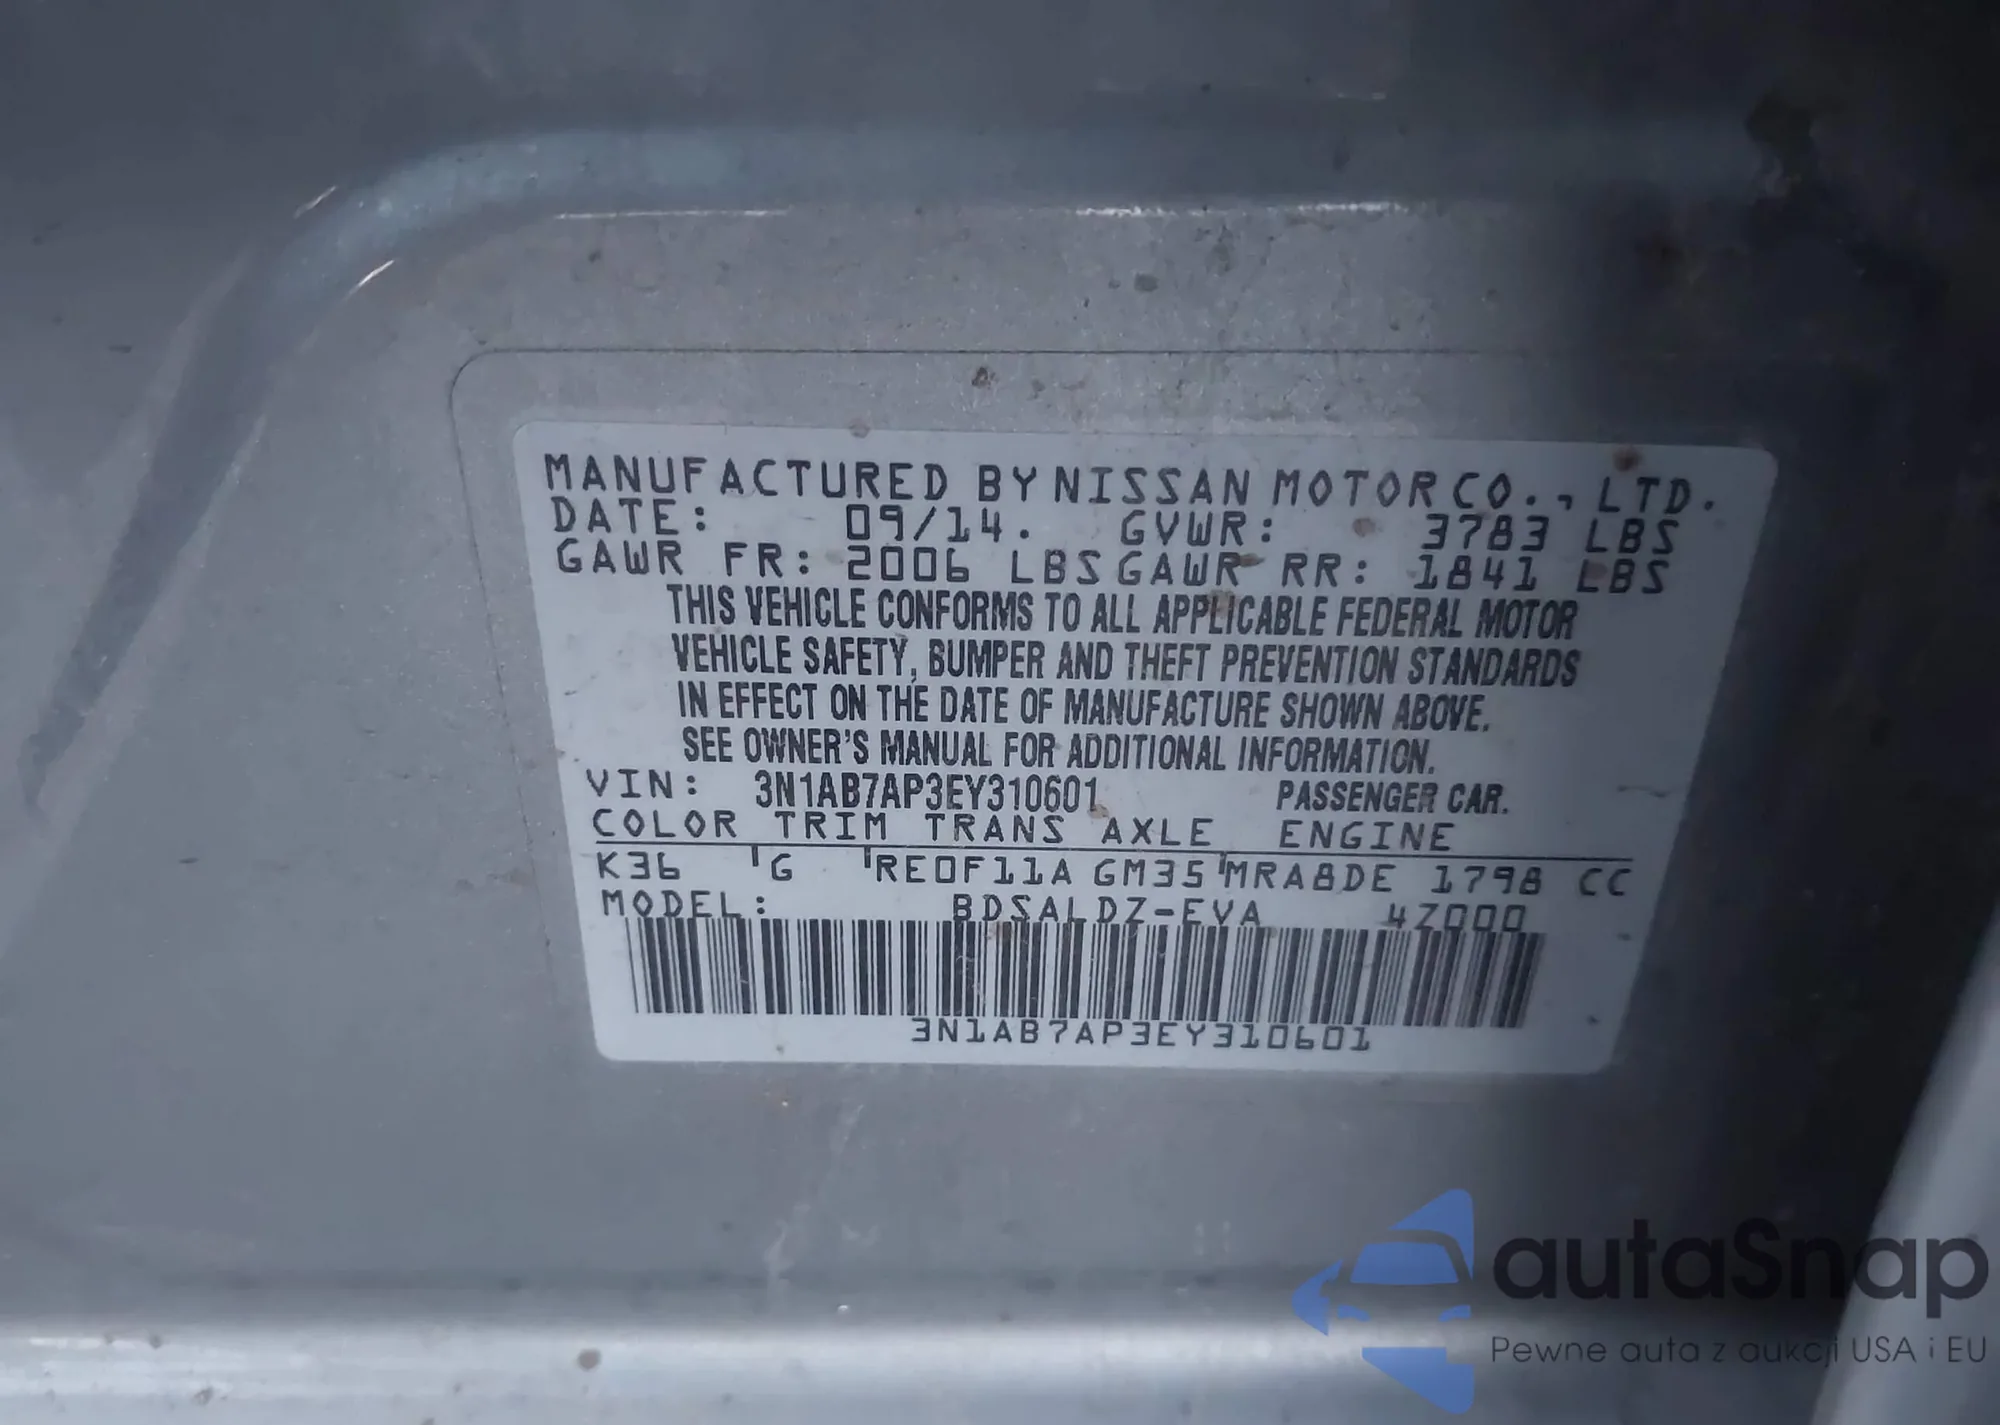 MANUFACTURED BY NISSAN MOTOR CO., LTD.
DATE: 09/14. GVWR: 3783 LBS
GAWR FR: 2006 LBS GAWR RR: 1841 LBS
THIS VEHICLE CONFORMS TO ALL APPLICABLE FEDERAL MOTOR
VEHICLE SAFETY, BUMPER AND THEFT PREVENTION STANDARDS
IN EFFECT ON THE DATE OF MANUFACTURE SHOWN ABOVE.
SEE OWNER'S MANUAL FOR ADDITIONAL INFORMATION.
VIN: 3N1AB7AP3EY310601 PASSENGER CAR.
COLOR TRIM TRANS AXLE ENGINE
K36 G RE0F11A GM35 MRA8DE 1798 CC
MODEL: BDSALDZ-EVA 4Z000
3N1AB7AP3EY310601
autaSnap
Pewne auta z aukcji USA i EU